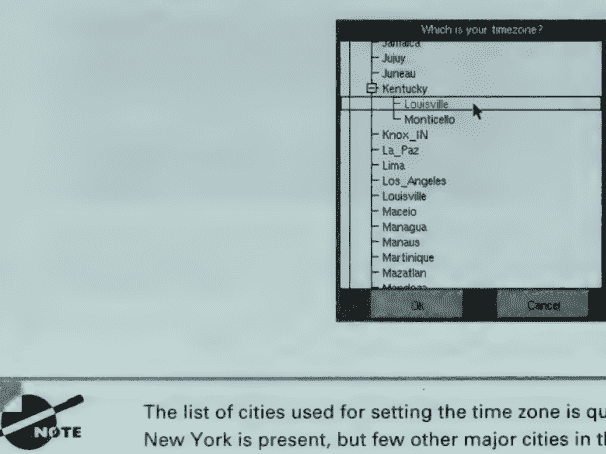 Which is your timezone?
Jamaica
Jujuy
Juneau
Kentucky
Louisville
Monticello
Knox_IN
La_Paz
Lima
Los_Angeles
Louisville
Maceio
Managua
Manaus
Martinique
Mazatlan
Mendoza
Ok Cancel
NOTE
The list of cities used for setting the time zone is qu
New York is present, but few other major cities in th